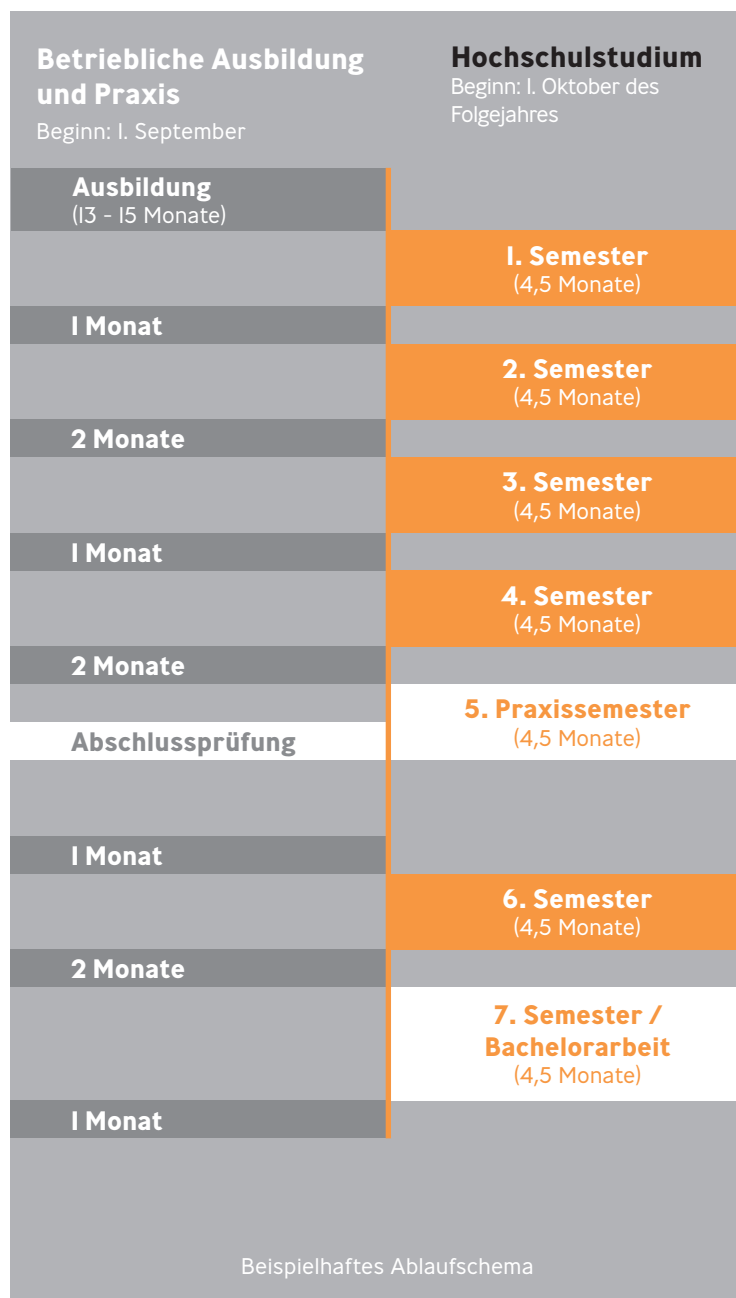 Betriebliche Ausbildung
und Praxis
Beginn: 1. September
Hochschulstudium
Beginn: 1. Oktober des
Folgejahres
Ausbildung
(13 - 15 Monate)
1. Semester
(4,5 Monate)
1 Monat
2. Semester
(4,5 Monate)
2 Monate
3. Semester
(4,5 Monate)
1 Monat
4. Semester
(4,5 Monate)
2 Monate
5. Praxissemester
(4,5 Monate)
Abschlussprüfung
1 Monat
6. Semester
(4,5 Monate)
2 Monate
7. Semester /
Bachelorarbeit
(4,5 Monate)
1 Monat
Beispielhaftes Ablaufschema